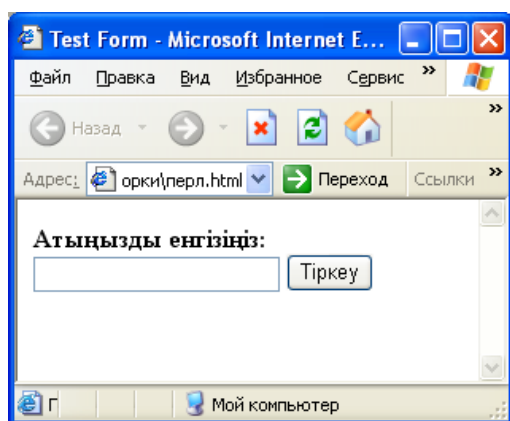 Test Form - Microsoft Internet E...
Файл Правка Вид Избранное Сервис »
Назад »
Адрес: орки\перл.html Переход Ссылки »
Атыңызды енгізіңіз:
Тіркеу
Мой компьютер